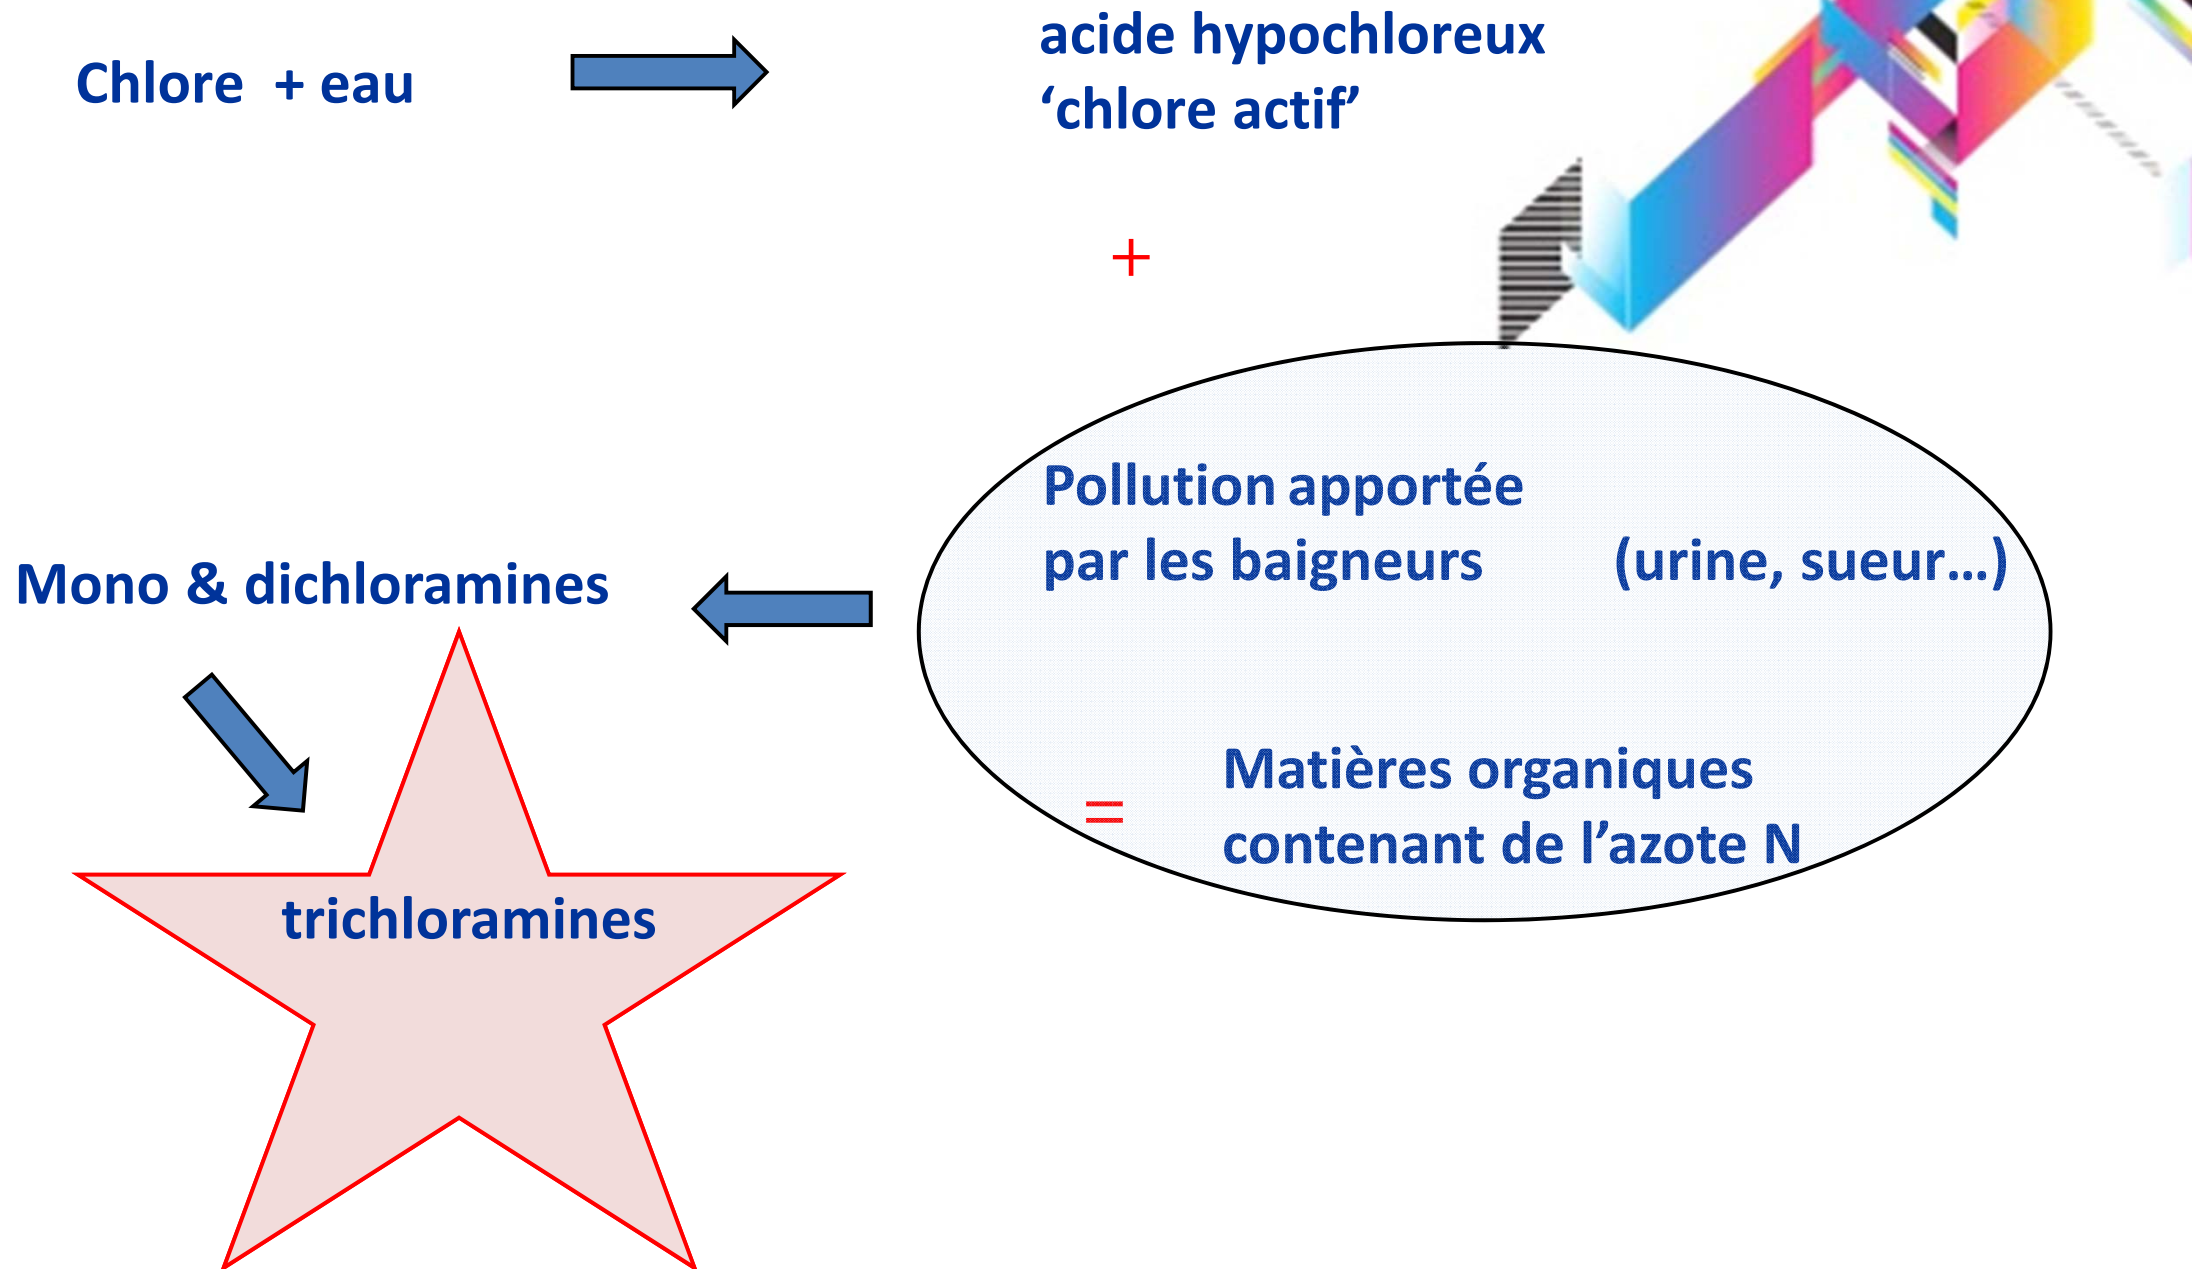 Chlore + eau
acide hypochloreux
‘chlore actif’
+
Pollution apportée
par les baigneurs (urine, sueur...)
= Matières organiques
contenant de l’azote N
Mono & dichloramines
trichloramines